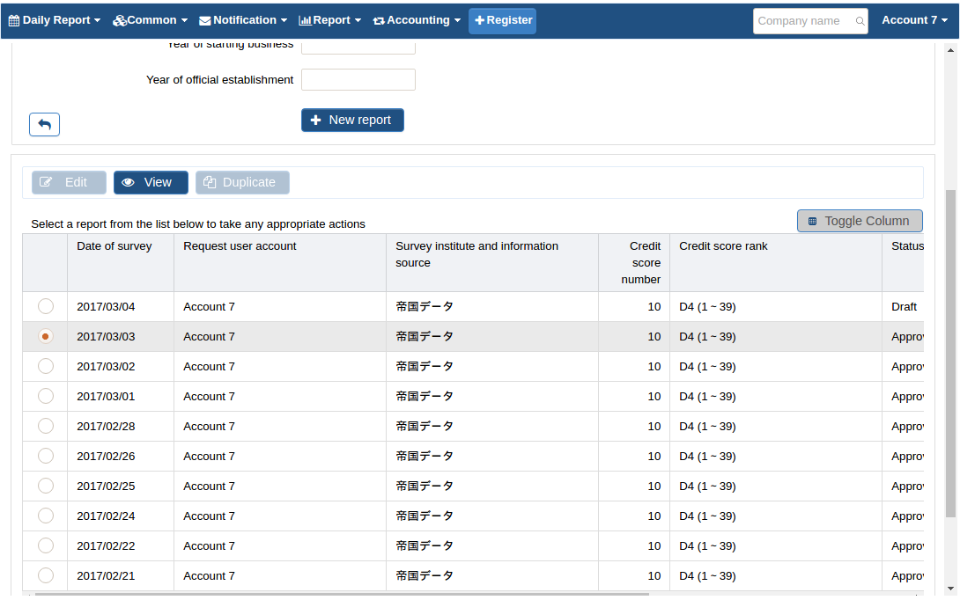 Daily Report Common Notification Report Accounting Register Company name Account 7
Year of starting business
Year of official establishment
New report
Edit View Duplicate
Select a report from the list below to take any appropriate actions Toggle Column
Date of survey Request user account Survey institute and information source Credit score number Credit score rank Status
2017/03/04 Account 7 帝国データ 10 D4 (1 ~ 39) Draft
2017/03/03 Account 7 帝国データ 10 D4 (1 ~ 39) Approv
2017/03/02 Account 7 帝国データ 10 D4 (1 ~ 39) Approv
2017/03/01 Account 7 帝国データ 10 D4 (1 ~ 39) Approv
2017/02/28 Account 7 帝国データ 10 D4 (1 ~ 39) Approv
2017/02/26 Account 7 帝国データ 10 D4 (1 ~ 39) Approv
2017/02/25 Account 7 帝国データ 10 D4 (1 ~ 39) Approv
2017/02/24 Account 7 帝国データ 10 D4 (1 ~ 39) Approv
2017/02/22 Account 7 帝国データ 10 D4 (1 ~ 39) Approv
2017/02/21 Account 7 帝国データ 10 D4 (1 ~ 39) Approv